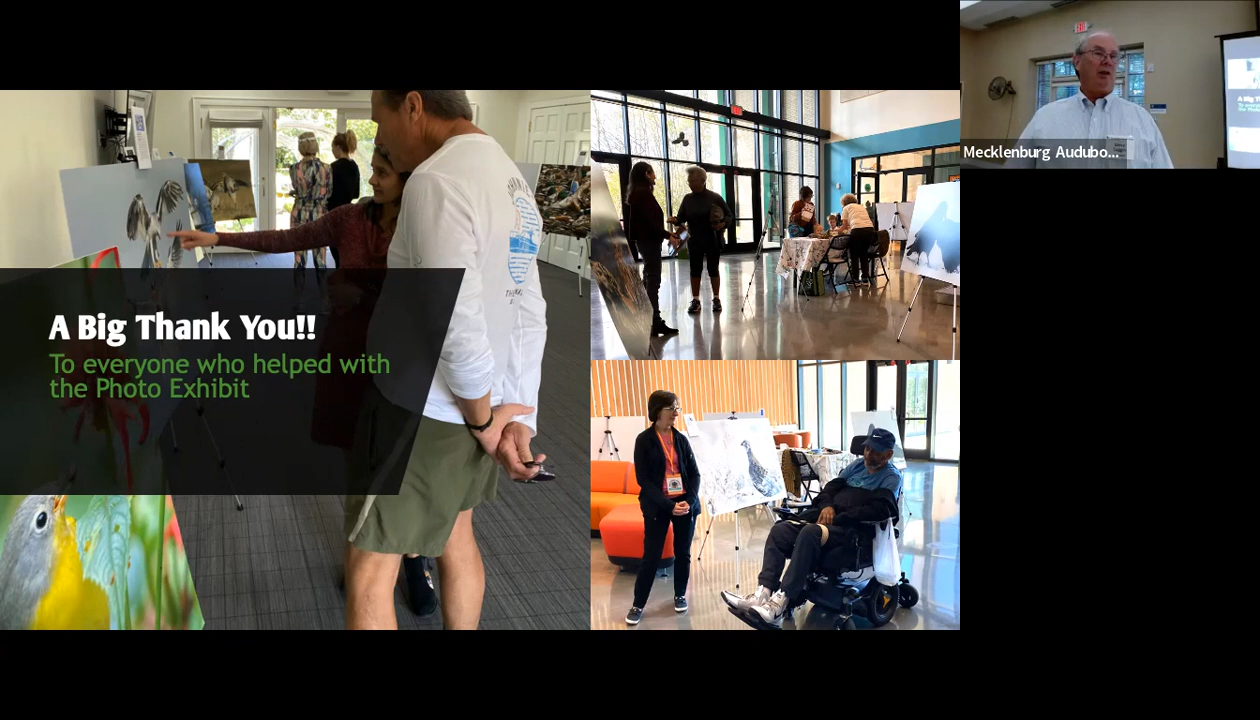 A Big Thank You!!
To everyone who helped with
the Photo Exhibit
Mecklenburg Audubo...